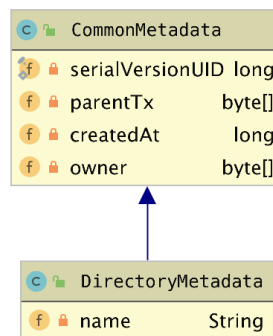 C CommonMetadata
f serialVersionUID long
f parentTx byte[]
f createdAt long
f owner byte[]
C DirectoryMetadata
f name String